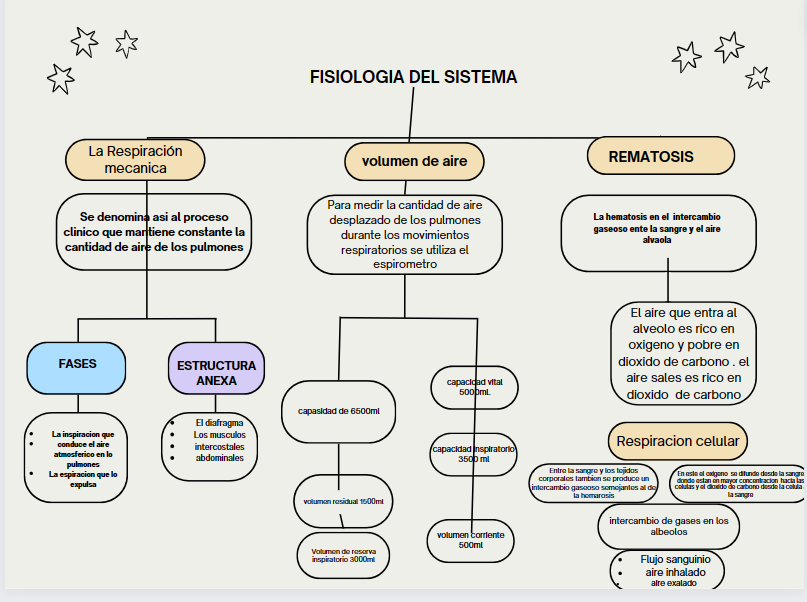 FISIOLOGIA DEL SISTEMA
La Respiración
mecanica
Se denomina asi al proceso
clinico que mantiene constante la
cantidad de aire de los pulmones
FASES
La inspiracion que
conduce el aire
atmosferico en lo
pulmones
La espiracion que lo
expulsa
ESTRUCTURA
ANEXA
El diafragma
Los musculos
intercostales
abdominales
volumen de aire
Para medir la cantidad de aire
desplazado de los pulmones
durante los movimientos
respiratorios se utiliza el
espirometro
capasidad de 6500ml
volumen residual 1500ml
Volumen de reserva
inspiratorio 3000ml
capacidad vital
5000ml.
capacidad inspiratorio
3500 ml
volumen corriente
500ml
REMATOSIS
La hematosis en el intercambio
gaseoso ente la sangre y el aire
alvaola
El aire que entra al
alveolo es rico en
oxigeno y pobre en
dioxido de carbono . el
aire sales es rico en
dioxido de carbono
Respiracion celular
Entre la sangre y los tejidos
corporales tambien se produce un
intercambio gaseoso semejantes al de
la hemarosis
En este el oxigeno se difunde desde la sangre
donde estan en mayor concentracion hacia las
celulas y el dioxido de carbono desde la celula
la sangre
intercambio de gases en los
albeolos
Flujo sanguinio
aire inhalado
aire exalado